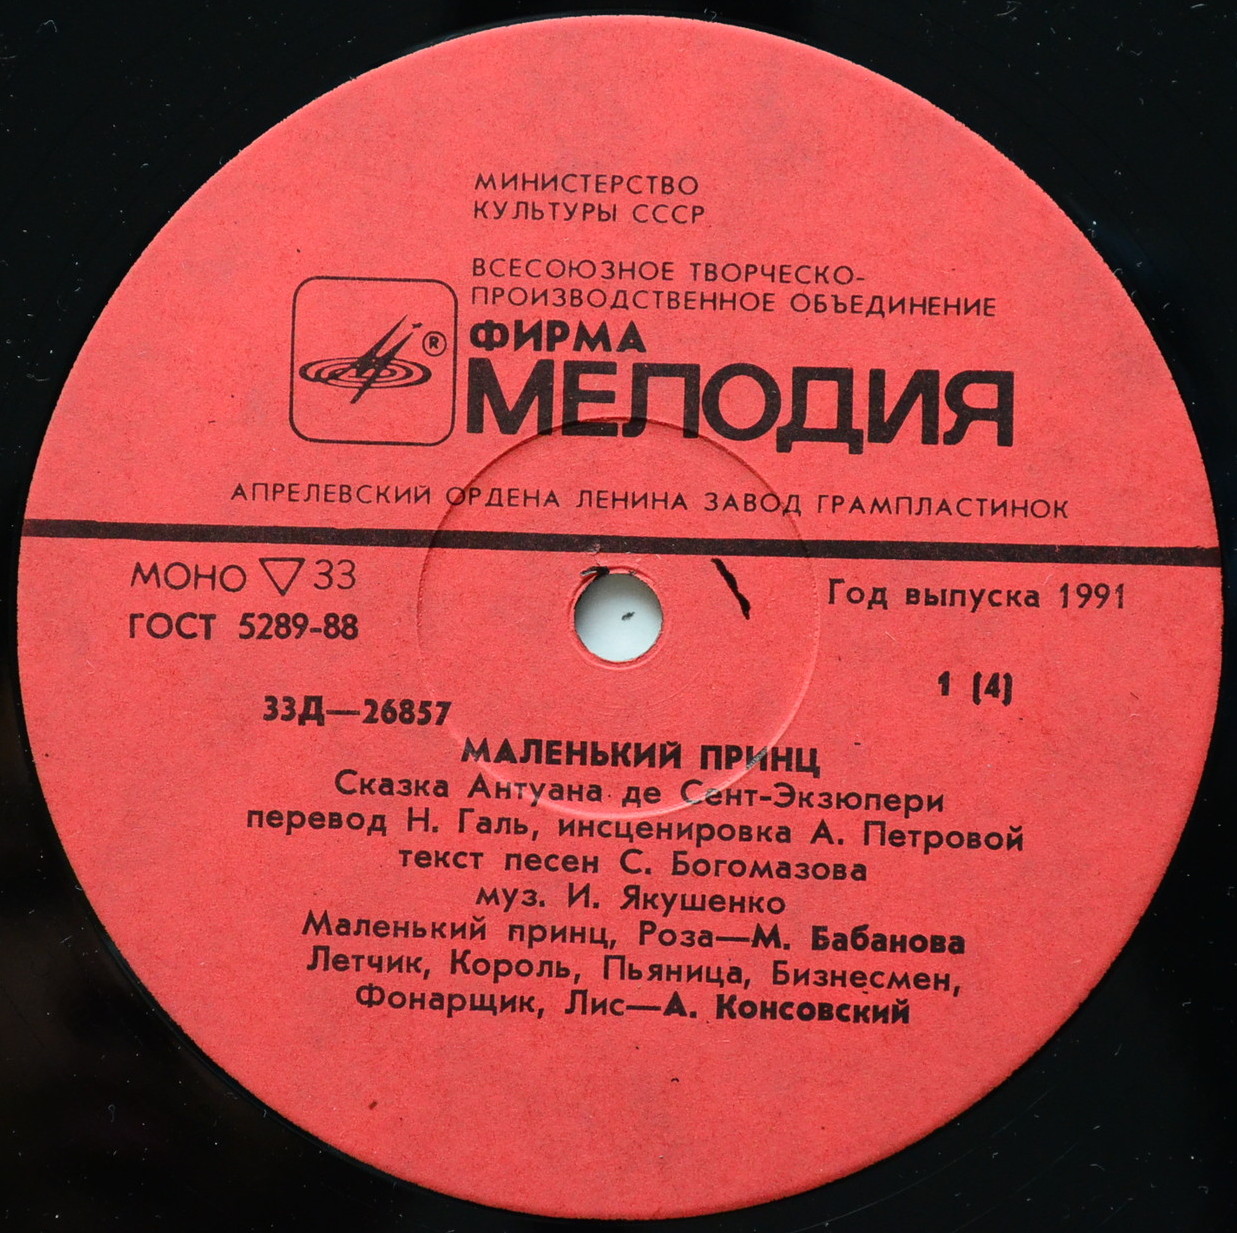 МИНИСТЕРСТВО
КУЛЬТУРЫ СССР
ВСЕСОЮЗНОЕ ТВОРЧЕСКО-
ПРОИЗВОДСТВЕННОЕ ОБЪЕДИНЕНИЕ
ФИРМА
®
МЕЛОДИЯ
АПРЕЛЕВСКИЙ ОРДЕНА ЛЕНИНА ЗАВОД ГРАМПЛАСТИНОК
МОНО ▽ 33
Год выпуска 1991
ГОСТ 5289-88
1 (4)
33Д—26857
МАЛЕНЬКИЙ ПРИНЦ
Сказка Антуана де Сент-Экзюпери
перевод Н. Галь, инсценировка А. Петровой
текст песен С. Богомазова
муз. И. Якушенко
Маленький принц, Роза—М. Бабанова
Летчик, Король, Пьяница, Бизнесмен,
Фонарщик, Лис—А. Консовский